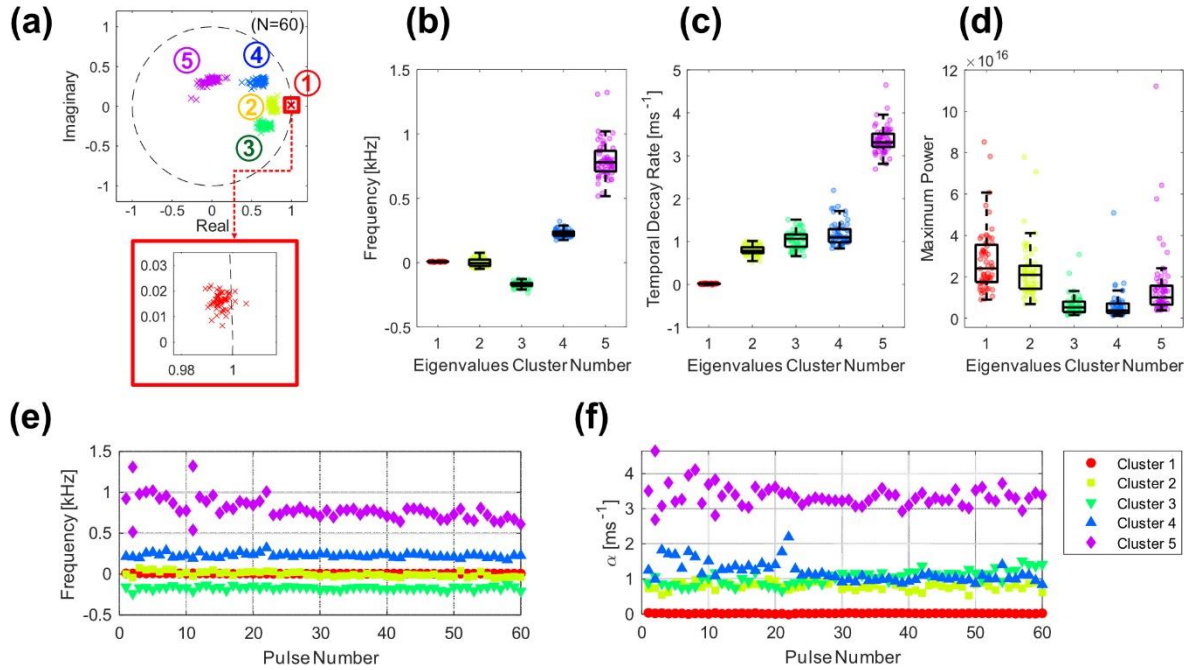 (a)
(N=60)
1
0.5
0
-0.5
-1
Imaginary
-1
-0.5
0
0.5
1
Real
5
4
1
2
3
0.03
0.02
0.01
0
0.98
1
(b)
1.5
1
0.5
0
-0.5
Frequency [kHz]
1 2 3 4 5
Eigenvalues Cluster Number
(c)
5
4
3
2
1
0
-1
Temporal Decay Rate [ms⁻¹]
1 2 3 4 5
Eigenvalues Cluster Number
(d)
× 10¹⁶
12
10
8
6
4
2
0
Maximum Power
1 2 3 4 5
Eigenvalues Cluster Number
(e)
1.5
1
0.5
0
-0.5
Frequency [kHz]
0 10 20 30 40 50 60
Pulse Number
(f)
4
3
2
1
0
α [ms⁻¹]
0 10 20 30 40 50 60
Pulse Number
Cluster 1
Cluster 2
Cluster 3
Cluster 4
Cluster 5